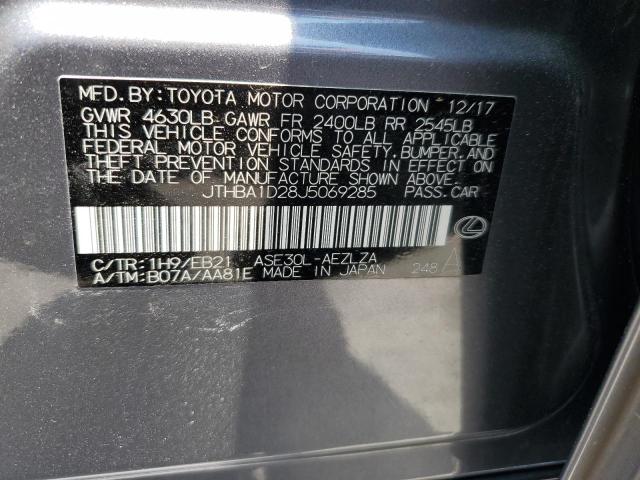 MFD. BY: TOYOTA MOTOR CORPORATION 12/17
GVWR 4630LB GAWR FR 2400LB RR 2545LB
THIS VEHICLE CONFORMS TO ALL APPLICABLE
FEDERAL MOTOR VEHICLE SAFETY, BUMPER, AND
THEFT PREVENTION STANDARDS IN EFFECT ON
THE DATE OF MANUFACTURE SHOWN ABOVE.
JTHBA1D28J5069285 PASS.CAR
C/TR: 1H9/EB21 ASE30L-AEZLZA
A/TM: B07A/AA81E MADE IN JAPAN 248 A